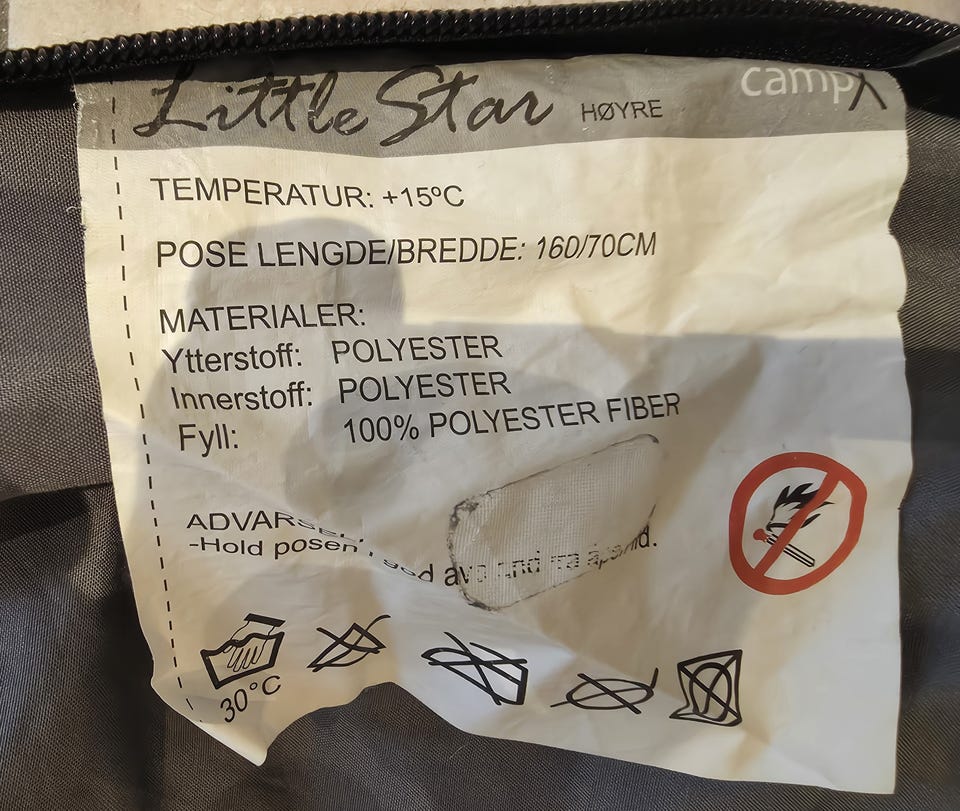 Little Star HØYRE campX
TEMPERATUR: +15ºC
POSE LENGDE/BREDDE: 160/70CM
MATERIALER:
Ytterstoff: POLYESTER
Innerstoff: POLYESTER
Fyll: 100% POLYESTER FIBER
ADVARSEL:
-Hold posen
30°C